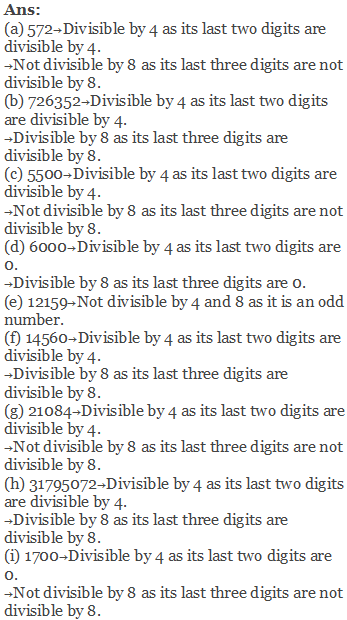 Ans:
(a) 572→Divisible by 4 as its last two digits are
divisible by 4.
→Not divisible by 8 as its last three digits are not
divisible by 8.
(b) 726352→Divisible by 4 as its last two digits
are divisible by 4.
→Divisible by 8 as its last three digits are
divisible by 8.
(c) 5500→Divisible by 4 as its last two digits are
divisible by 4.
→Not divisible by 8 as its last three digits are not
divisible by 8.
(d) 6000→Divisible by 4 as its last two digits are
0.
→Divisible by 8 as its last three digits are 0.
(e) 12159→Not divisible by 4 and 8 as it is an odd
number.
(f) 14560→Divisible by 4 as its last two digits are
divisible by 4.
→Divisible by 8 as its last three digits are
divisible by 8.
(g) 21084→Divisible by 4 as its last two digits are
divisible by 4.
→Not divisible by 8 as its last three digits are not
divisible by 8.
(h) 31795072→Divisible by 4 as its last two digits
are divisible by 4.
→Divisible by 8 as its last three digits are
divisible by 8.
(i) 1700→Divisible by 4 as its last two digits are
0.
→Not divisible by 8 as its last three digits are not
divisible by 8.